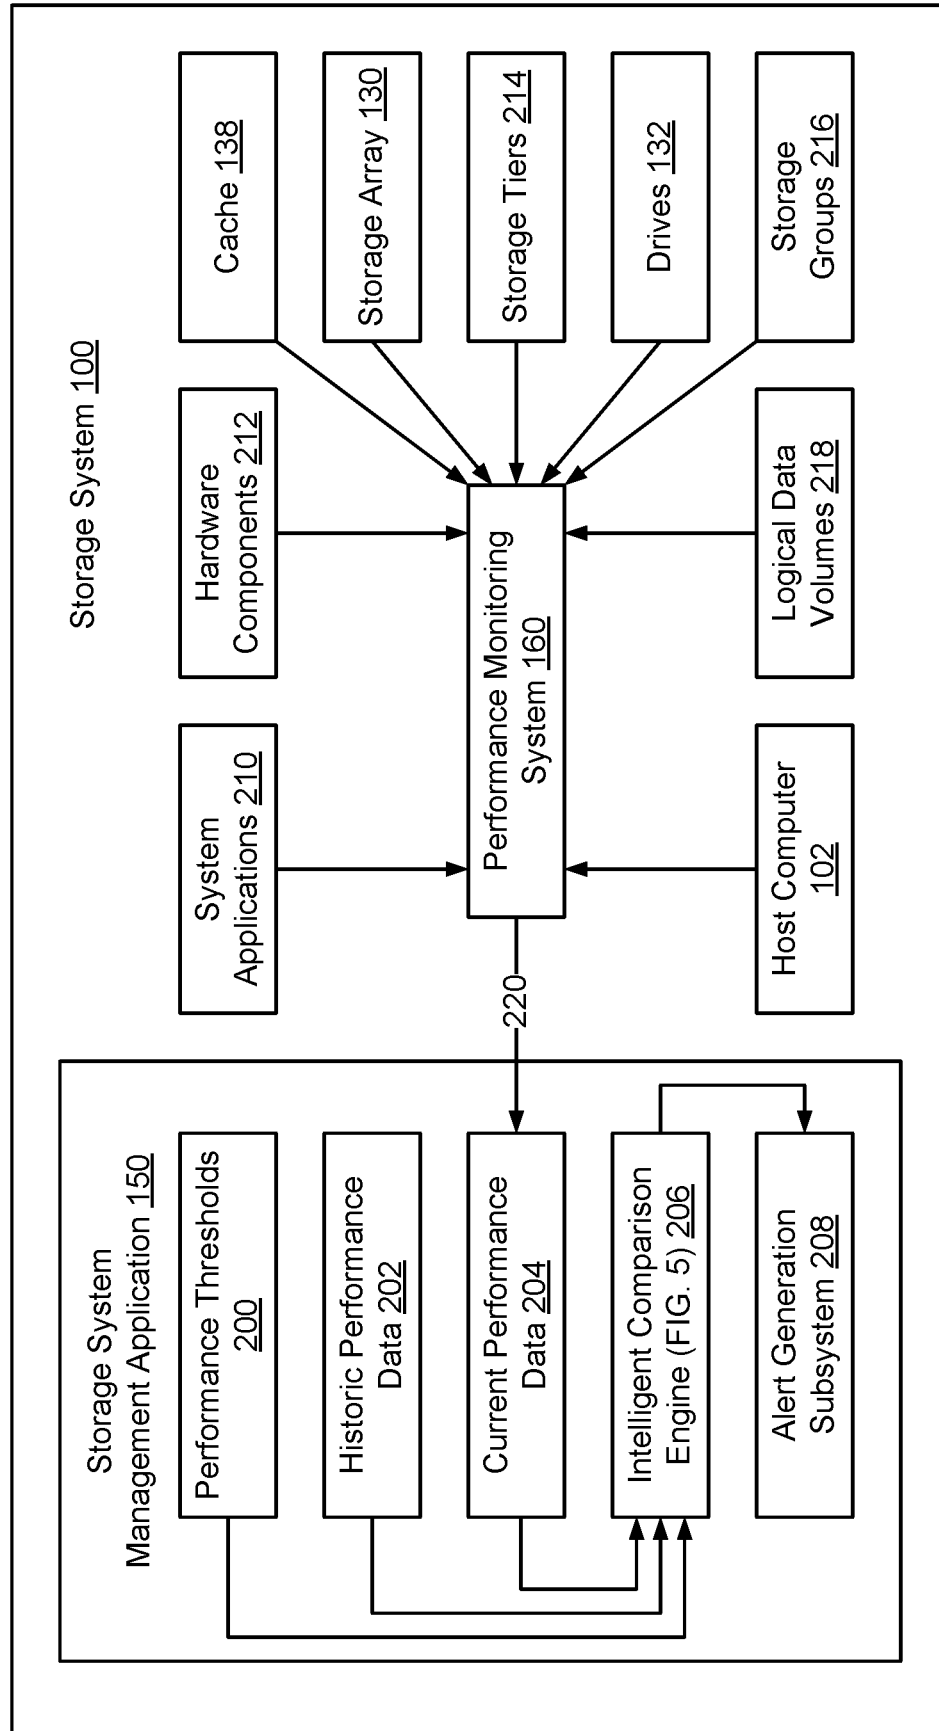 Storage System 100
Storage System
Management Application 150
Performance Thresholds
200
Historic Performance
Data 202
Current Performance
Data 204
Intelligent Comparison
Engine (FIG. 5) 206
Alert Generation
Subsystem 208
220
System
Applications 210
Hardware
Components 212
Cache 138
Storage Array 130
Storage Tiers 214
Drives 132
Storage
Groups 216
Performance Monitoring
System 160
Host Computer
102
Logical Data
Volumes 218